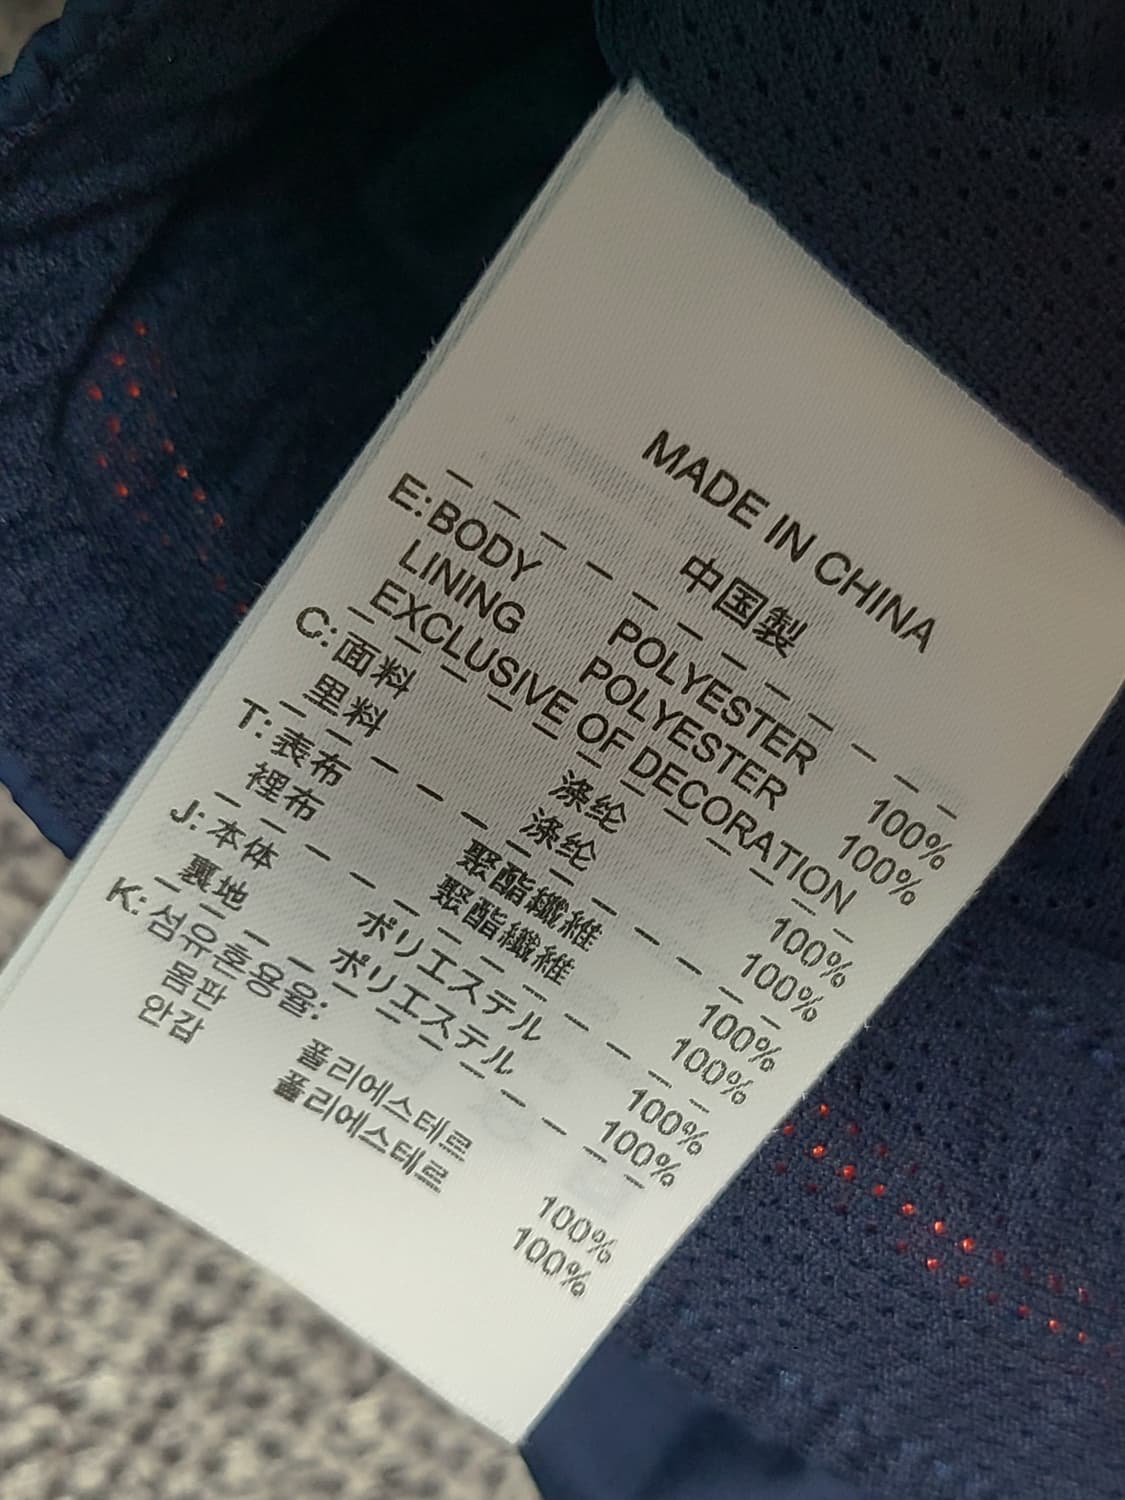 MADE IN CHINA
中国製
E: BODY POLYESTER 100%
LINING POLYESTER 100%
EXCLUSIVE OF DECORATION
C: 面料 涤纶 100%
里料 涤纶 100%
T: 表布 聚酯纖維 100%
裡布 聚酯纖維 100%
J: 本体 ポリエステル 100%
裏地 ポリエステル 100%
K: 섬유혼용율:
몸판 폴리에스테르 100%
안감 폴리에스테르 100%